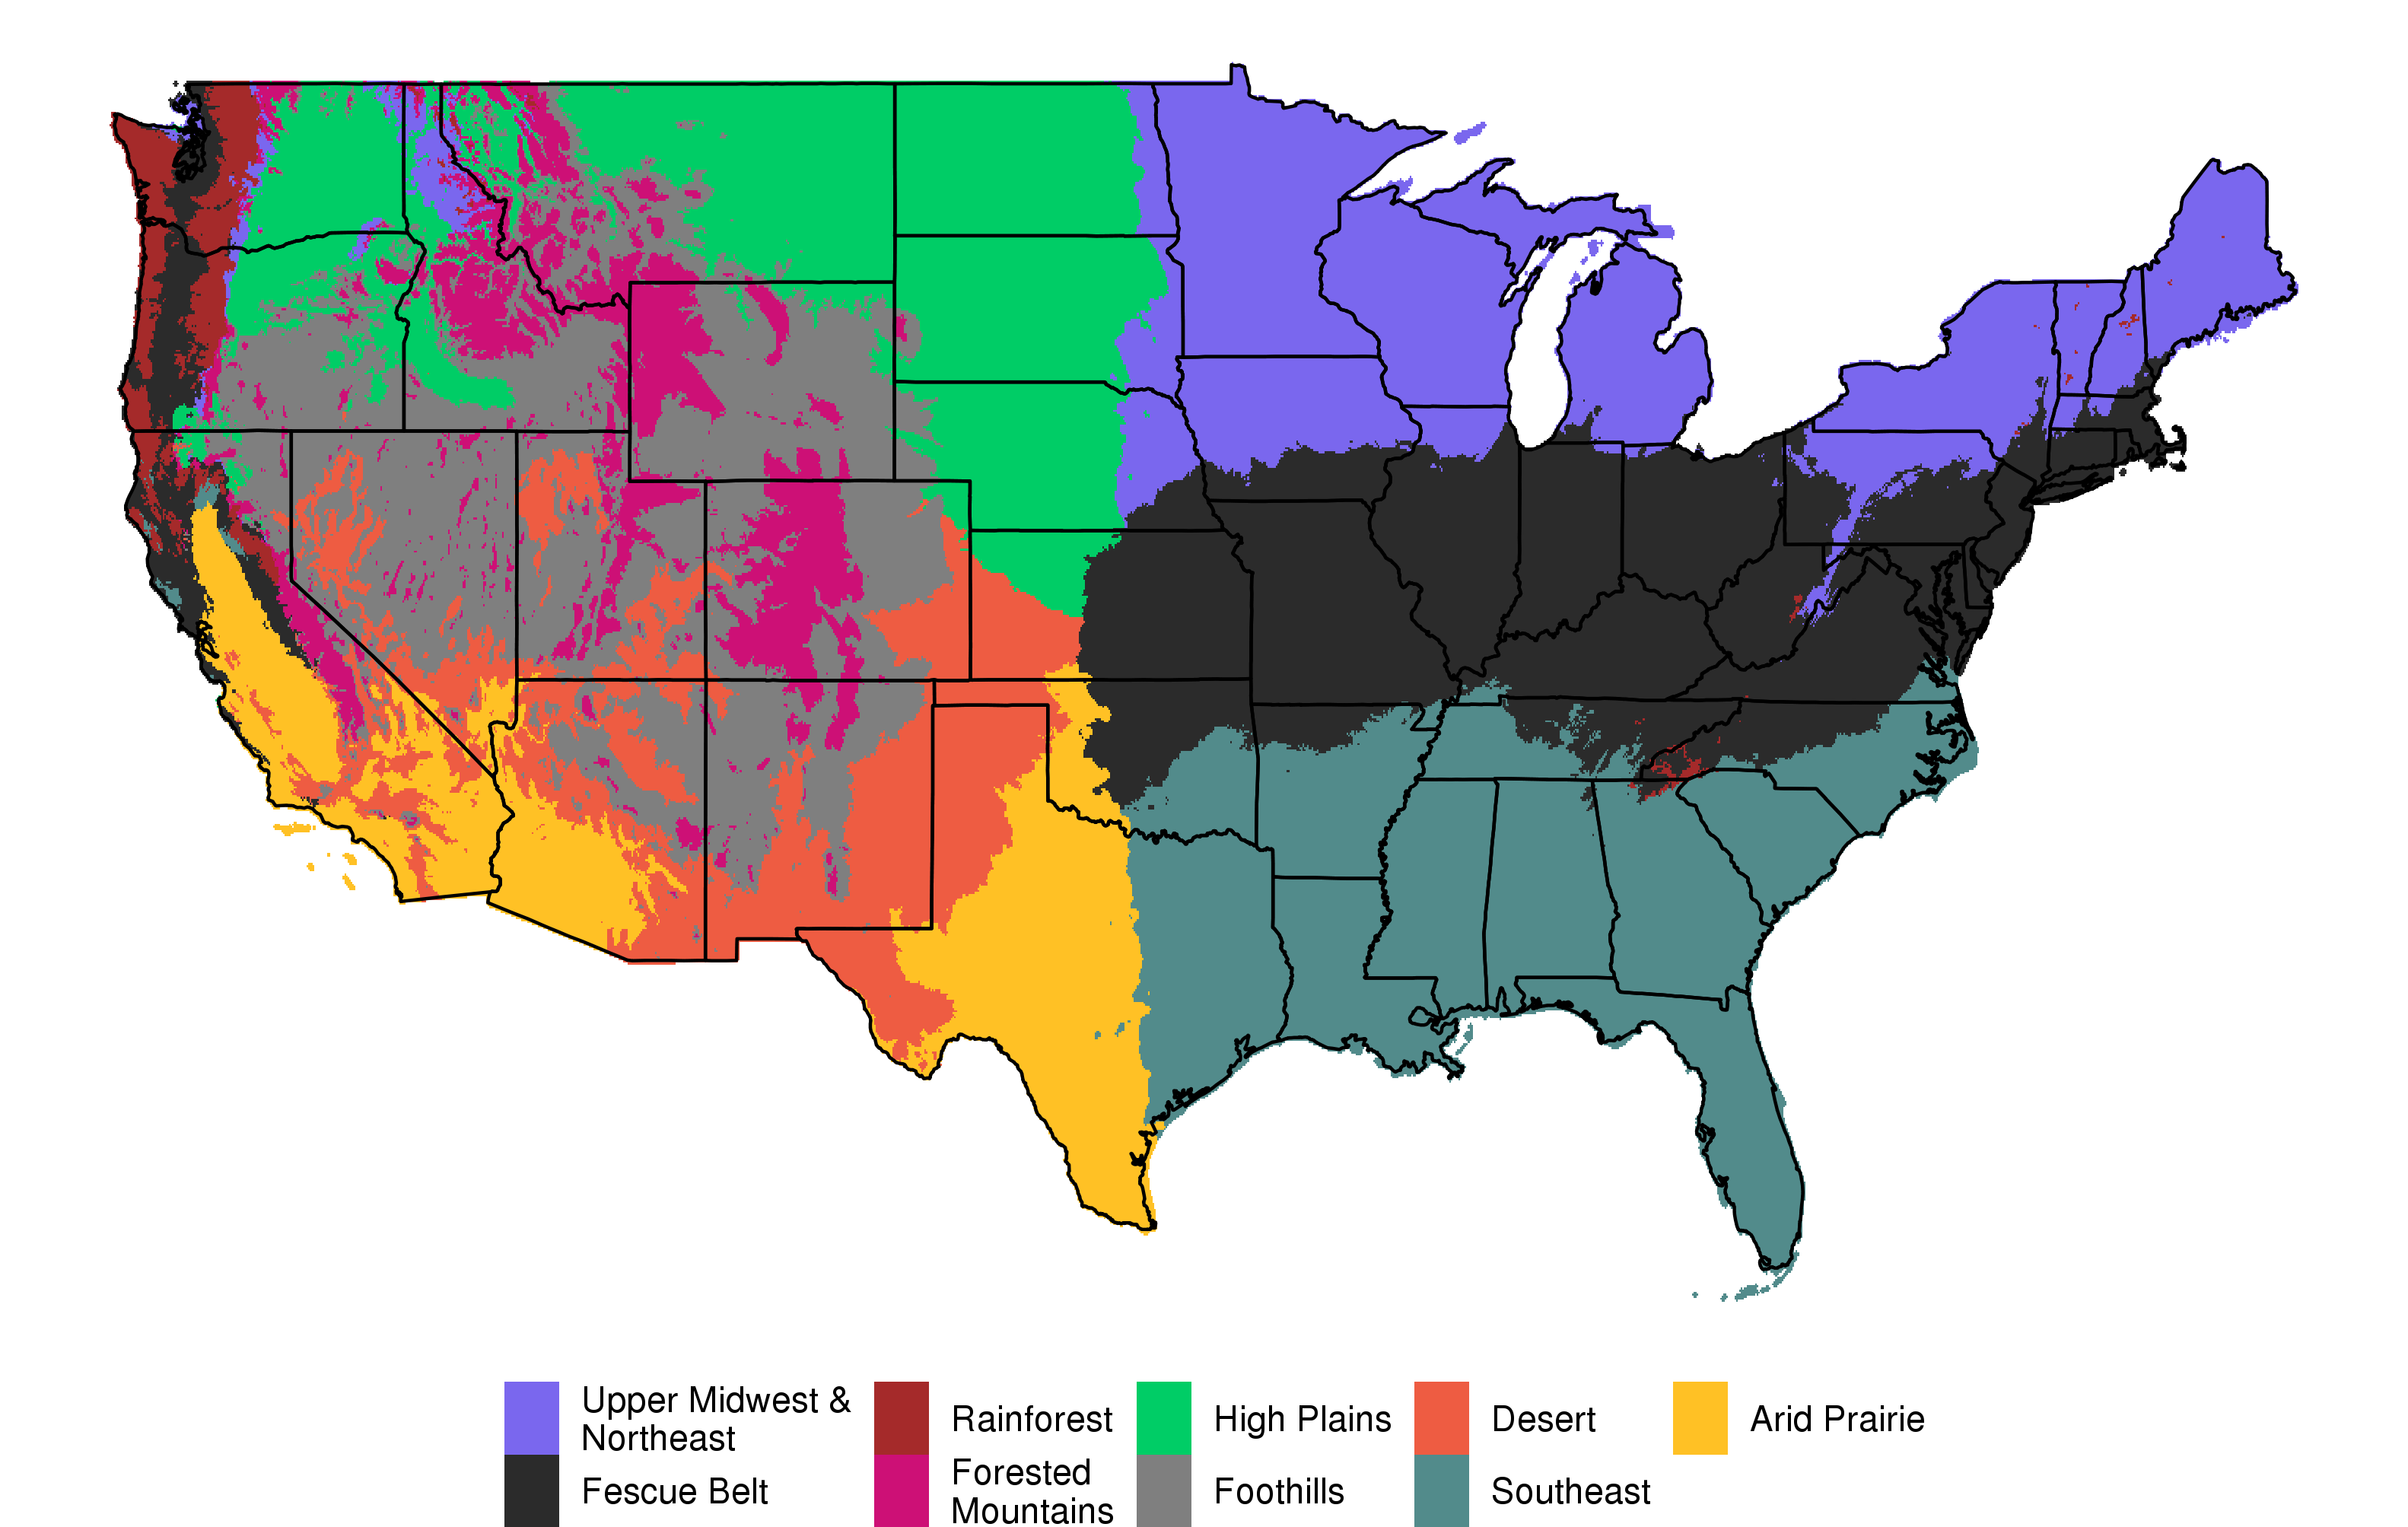 Upper Midwest &
Northeast
Rainforest
High Plains
Desert
Arid Prairie
Fescue Belt
Forested
Mountains
Foothills
Southeast